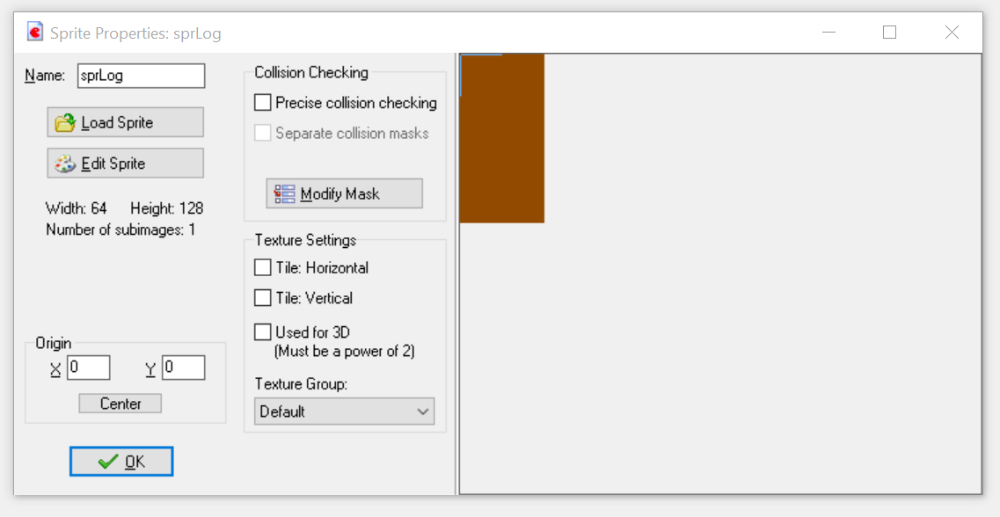 Sprite Properties: sprLog
Name: sprLog
Load Sprite
Edit Sprite
Width: 64 Height: 128
Number of subimages: 1
Origin
X 0 Y 0
Center
OK
Collision Checking
Precise collision checking
Separate collision masks
Modify Mask
Texture Settings
Tile: Horizontal
Tile: Vertical
Used for 3D
(Must be a power of 2)
Texture Group:
Default